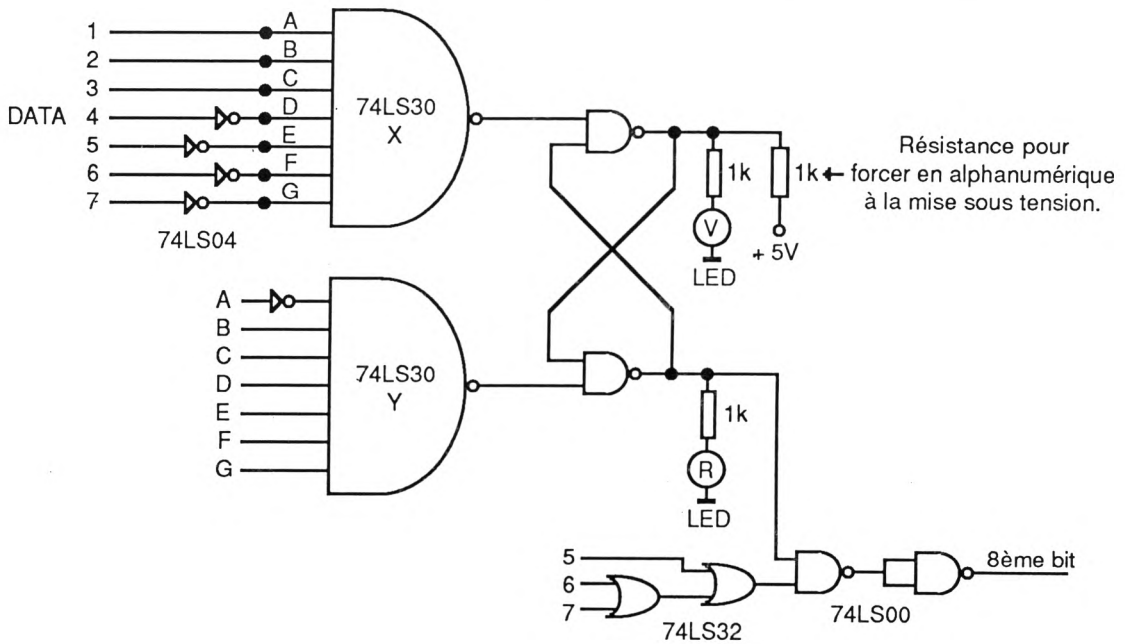 DATA
1
2
3
4
5
6
7
A
B
C
D
E
F
G
74LS04
74LS30
X
1k
V
LED
1k
+ 5V
Résistance pour
forcer en alphanumérique
à la mise sous tension.
A
B
C
D
E
F
G
74LS30
Y
1k
R
LED
5
6
7
74LS32
74LS00
8ème bit